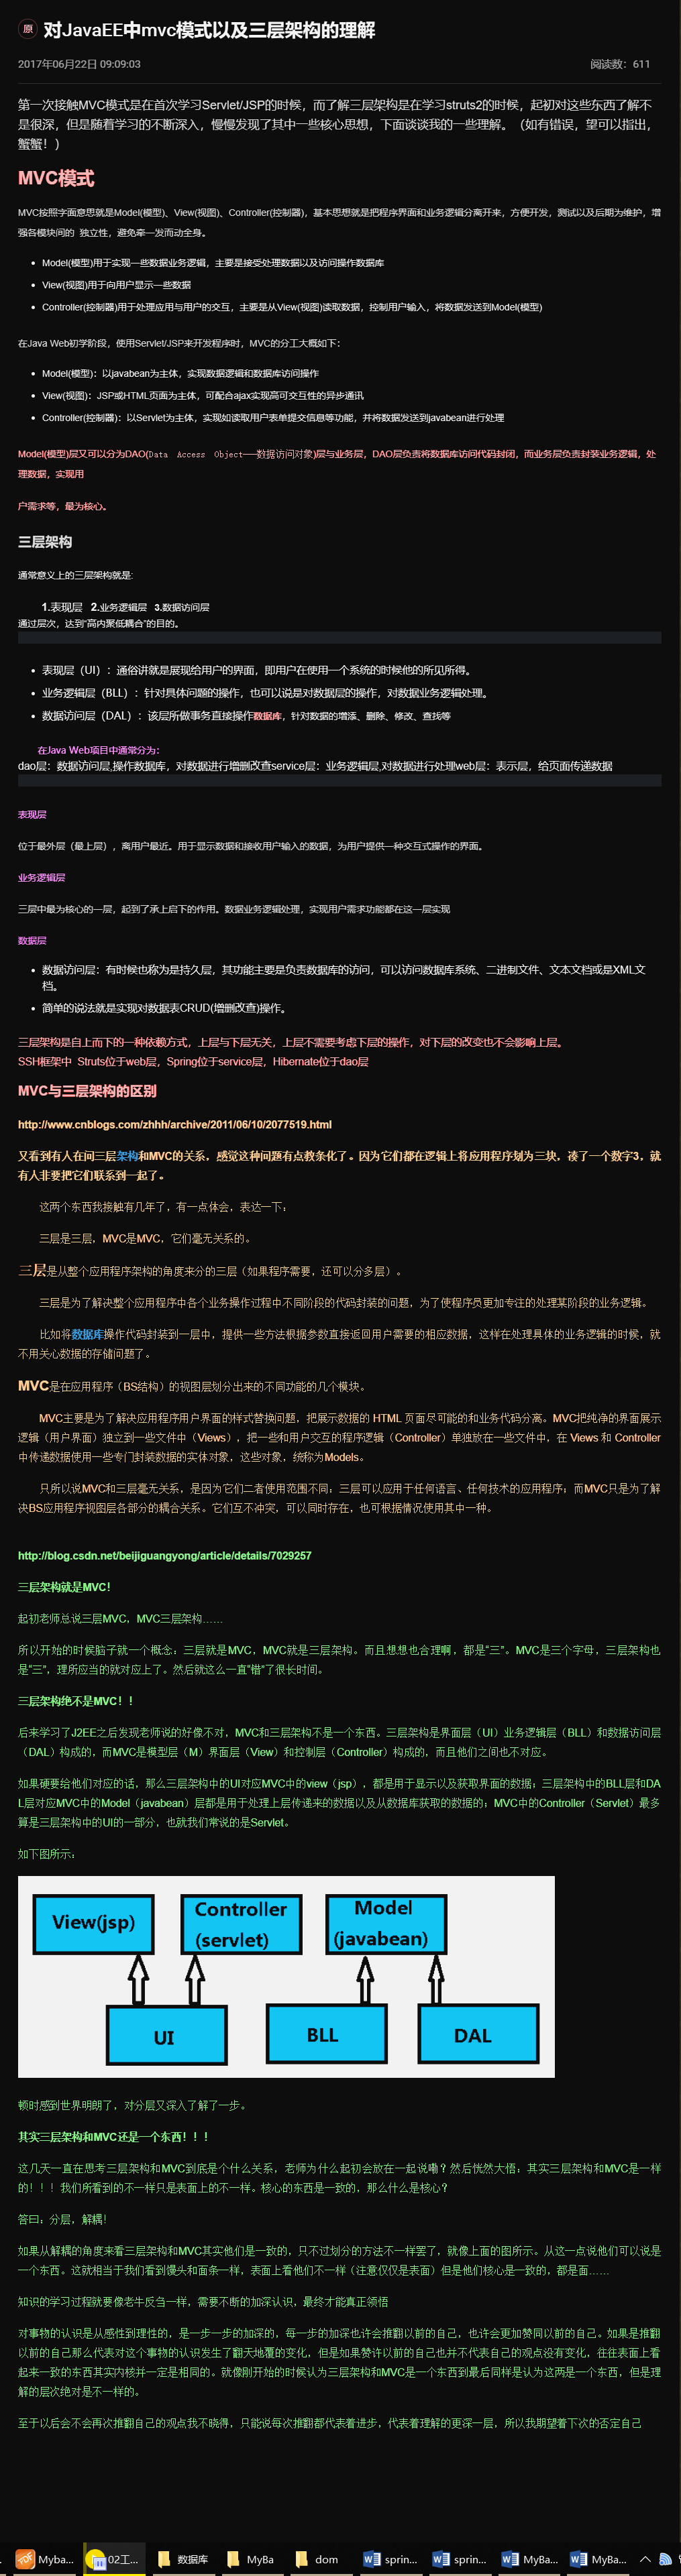 原 对JavaEE中mvc模式以及三层架构的理解
2017年06月22日 09:09:03 阅读数：611
第一次接触MVC模式是在首次学习Servlet/JSP的时候，而了解三层架构是在学习struts2的时候，起初对这些东西了解不
是很深，但是随着学习的不断深入，慢慢发现了其中一些核心思想，下面谈谈我的一些理解。（如有错误，望可以指出，
蟹蟹！）
MVC模式
MVC按照字面意思就是Model(模型)、View(视图)、Controller(控制器)，基本思想就是把程序界面和业务逻辑分离开来，方便开发，测试以及后期为维护，增
强各模块间的 独立性，避免牵一发而动全身。
• Model(模型)用于实现一些数据业务逻辑，主要是接受处理数据以及访问操作数据库
• View(视图)用于向用户显示一些数据
• Controller(控制器)用于处理应用与用户的交互，主要是从View(视图)读取数据，控制用户输入，将数据发送到Model(模型)
在Java Web初学阶段，使用Servlet/JSP来开发程序时，MVC的分工大概如下：
• Model(模型)：以javabean为主体，实现数据逻辑和数据库访问操作
• View(视图)：JSP或HTML页面为主体，可配合ajax实现高可交互性的异步通讯
• Controller(控制器)：以Servlet为主体，实现如读取用户表单提交信息等功能，并将数据发送到javabean进行处理
Model(模型)层又可以分为DAO(Data Access Object——数据访问对象)层与业务层，DAO层负责将数据库访问代码封闭，而业务层负责封装业务逻辑，处
理数据，实现用
户需求等，最为核心。
三层架构
通常意义上的三层架构就是:
1.表现层 2.业务逻辑层 3.数据访问层
通过层次，达到“高内聚低耦合”的目的。
• 表现层（UI）：通俗讲就是展现给用户的界面，即用户在使用一个系统的时候他的所见所得。
• 业务逻辑层（BLL）：针对具体问题的操作，也可以说是对数据层的操作，对数据业务逻辑处理。
• 数据访问层（DAL）：该层所做事务直接操作数据库，针对数据的增添、删除、修改、查找等
在Java Web项目中通常分为：
dao层：数据访问层,操作数据库，对数据进行增删改查service层：业务逻辑层,对数据进行处理web层：表示层，给页面传递数据
表现层
位于最外层（最上层），离用户最近。用于显示数据和接收用户输入的数据，为用户提供一种交互式操作的界面。
业务逻辑层
三层中最为核心的一层，起到了承上启下的作用。数据业务逻辑处理，实现用户需求功能都在这一层实现
数据层
• 数据访问层：有时候也称为是持久层，其功能主要是负责数据库的访问，可以访问数据库系统、二进制文件、文本文档或是XML文
档。
• 简单的说法就是实现对数据表CRUD(增删改查)操作。
三层架构是自上而下的一种依赖方式，上层与下层无关，上层不需要考虑下层的操作，对下层的改变也不会影响上层。
SSH框架中 Struts位于web层，Spring位于service层，Hibernate位于dao层
MVC与三层架构的区别
http://www.cnblogs.com/zhhh/archive/2011/06/10/2077519.html
又看到有人在问三层架构和MVC的关系，感觉这种问题有点教条化了。因为它们都在逻辑上将应用程序划为三块，凑了一个数字3，就
有人非要把它们联系到一起了。
这两个东西我接触有几年了，有一点体会，表达一下：
三层是三层，MVC是MVC，它们毫无关系的。
三层是从整个应用程序架构的角度来分的三层（如果程序需要，还可以分多层）。
三层是为了解决整个应用程序中各个业务操作过程中不同阶段的代码封装的问题，为了使程序员更加专注的处理某阶段的业务逻辑。
比如将数据库操作代码封装到一层中，提供一些方法根据参数直接返回用户需要的相应数据，这样在处理具体的业务逻辑的时候，就
不用关心数据的存储问题了。
MVC是在应用程序（BS结构）的视图层划分出来的不同功能的几个模块。
MVC主要是为了解决应用程序用户界面的样式替换问题，把展示数据的 HTML 页面尽可能的和业务代码分离。MVC把纯净的界面展示
逻辑（用户界面）独立到一些文件中（Views），把一些和用户交互的程序逻辑（Controller）单独放在一些文件中，在 Views 和 Controller
中传递数据使用一些专门封装数据的实体对象，这些对象，统称为Models。
只所以说MVC和三层毫无关系，是因为它们二者使用范围不同：三层可以应用于任何语言、任何技术的应用程序；而MVC只是为了解
决BS应用程序视图层各部分的耦合关系。它们互不冲突，可以同时存在，也可根据情况使用其中一种。
http://blog.csdn.net/beijiguangyong/article/details/7029257
三层架构就是MVC！
起初老师总说三层MVC，MVC三层架构……
所以开始的时候脑子就一个概念：三层就是MVC，MVC就是三层架构。而且想想也合理啊，都是“三”。MVC是三个字母，三层架构也
是“三”，理所应当的就对应上了。然后就这么一直“错”了很长时间。
三层架构绝不是MVC！！
后来学习了J2EE之后发现老师说的好像不对，MVC和三层架构不是一个东西。三层架构是界面层（UI）业务逻辑层（BLL）和数据访问层
（DAL）构成的，而MVC是模型层（M）界面层（View）和控制层（Controller）构成的，而且他们之间也不对应。
如果硬要给他们对应的话，那么三层架构中的UI对应MVC中的view（jsp），都是用于显示以及获取界面的数据；三层架构中的BLL层和DA
L层对应MVC中的Model（javabean）层都是用于处理上层传递来的数据以及从数据库获取的数据的；MVC中的Controller（Servlet）最多
算是三层架构中的UI的一部分，也就我们常说的是Servlet。
如下图所示：
View(jsp)
Controller
(servlet)
Model
(javabean)
UI
BLL
DAL
顿时感到世界明朗了，对分层又深入了解了一步。
其实三层架构和MVC还是一个东西！！！
这几天一直在思考三层架构和MVC到底是个什么关系，老师为什么起初会放在一起说嘞？然后恍然大悟：其实三层架构和MVC是一样
的！！！我们所看到的不一样只是表面上的不一样。核心的东西是一致的，那么什么是核心？
答曰：分层，解耦！
如果从解耦的角度来看三层架构和MVC其实他们是一致的，只不过划分的方法不一样罢了，就像上面的图所示。从这一点说他们可以说是
一个东西。这就相当于我们看到馒头和面条一样，表面上看他们不一样（注意仅仅是表面）但是他们核心是一致的，都是面……
知识的学习过程就要像老牛反刍一样，需要不断的加深认识，最终才能真正领悟
对事物的认识是从感性到理性的，是一步一步的加深的，每一步的加深也许会推翻以前的自己，也许会更加赞同以前的自己。如果是推翻
以前的自己那么代表对这个事物的认识发生了翻天地覆的变化，但是如果赞许以前的自己也并不代表自己的观点没有变化，往往表面上看
起来一致的东西其实内核并一定是相同的。就像刚开始的时候认为三层架构和MVC是一个东西到最后同样是认为这两是一个东西，但是理
解的层次绝对是不一样的。
至于以后会不会再次推翻自己的观点我不晓得，只能说每次推翻都代表着进步，代表着理解的更深一层，所以我期望着下次的否定自己
Myba... 02工... 数据库 MyBa dom sprin... sprin... MyBa... MyBa...